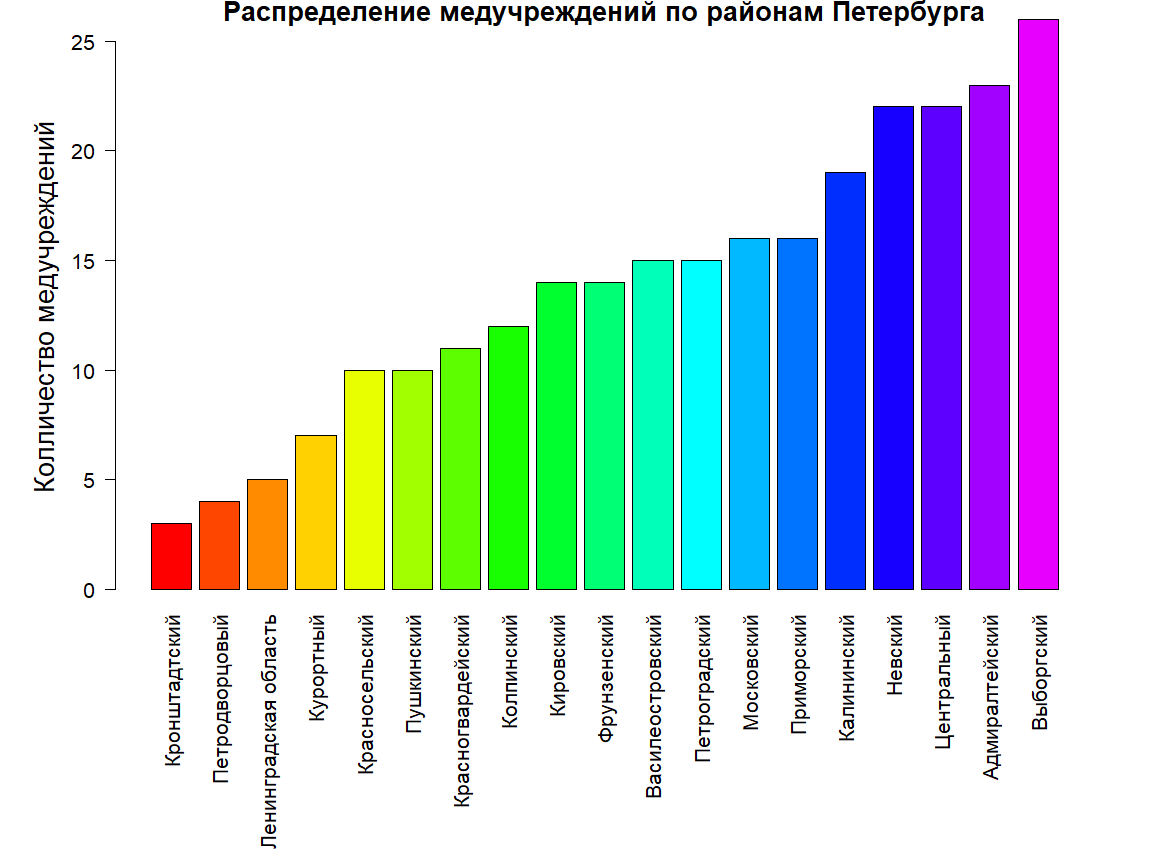 Распределение медучреждений по районам Петербурга
Колличество медучреждений
25
20
15
10
5
0
Кронштадтский
Петродворцовый
Ленинградская область
Курортный
Красносельский
Пушкинский
Красногвардейский
Колпинский
Кировский
Фрунзенский
Василеостровский
Петроградский
Московский
Приморский
Калининский
Невский
Центральный
Адмиралтейский
Выборгский